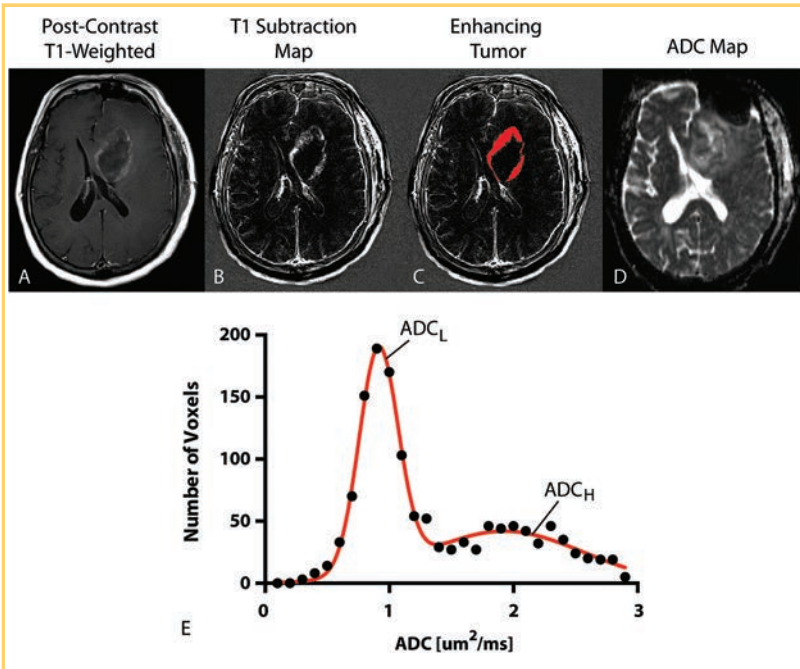 Post-Contrast
T1-Weighted
T1 Subtraction
Map
Enhancing
Tumor
ADC Map
A
B
C
D
200
150
100
50
0
Number of Voxels
ADCL
ADCH
0
1
2
3
ADC [um²/ms]
E